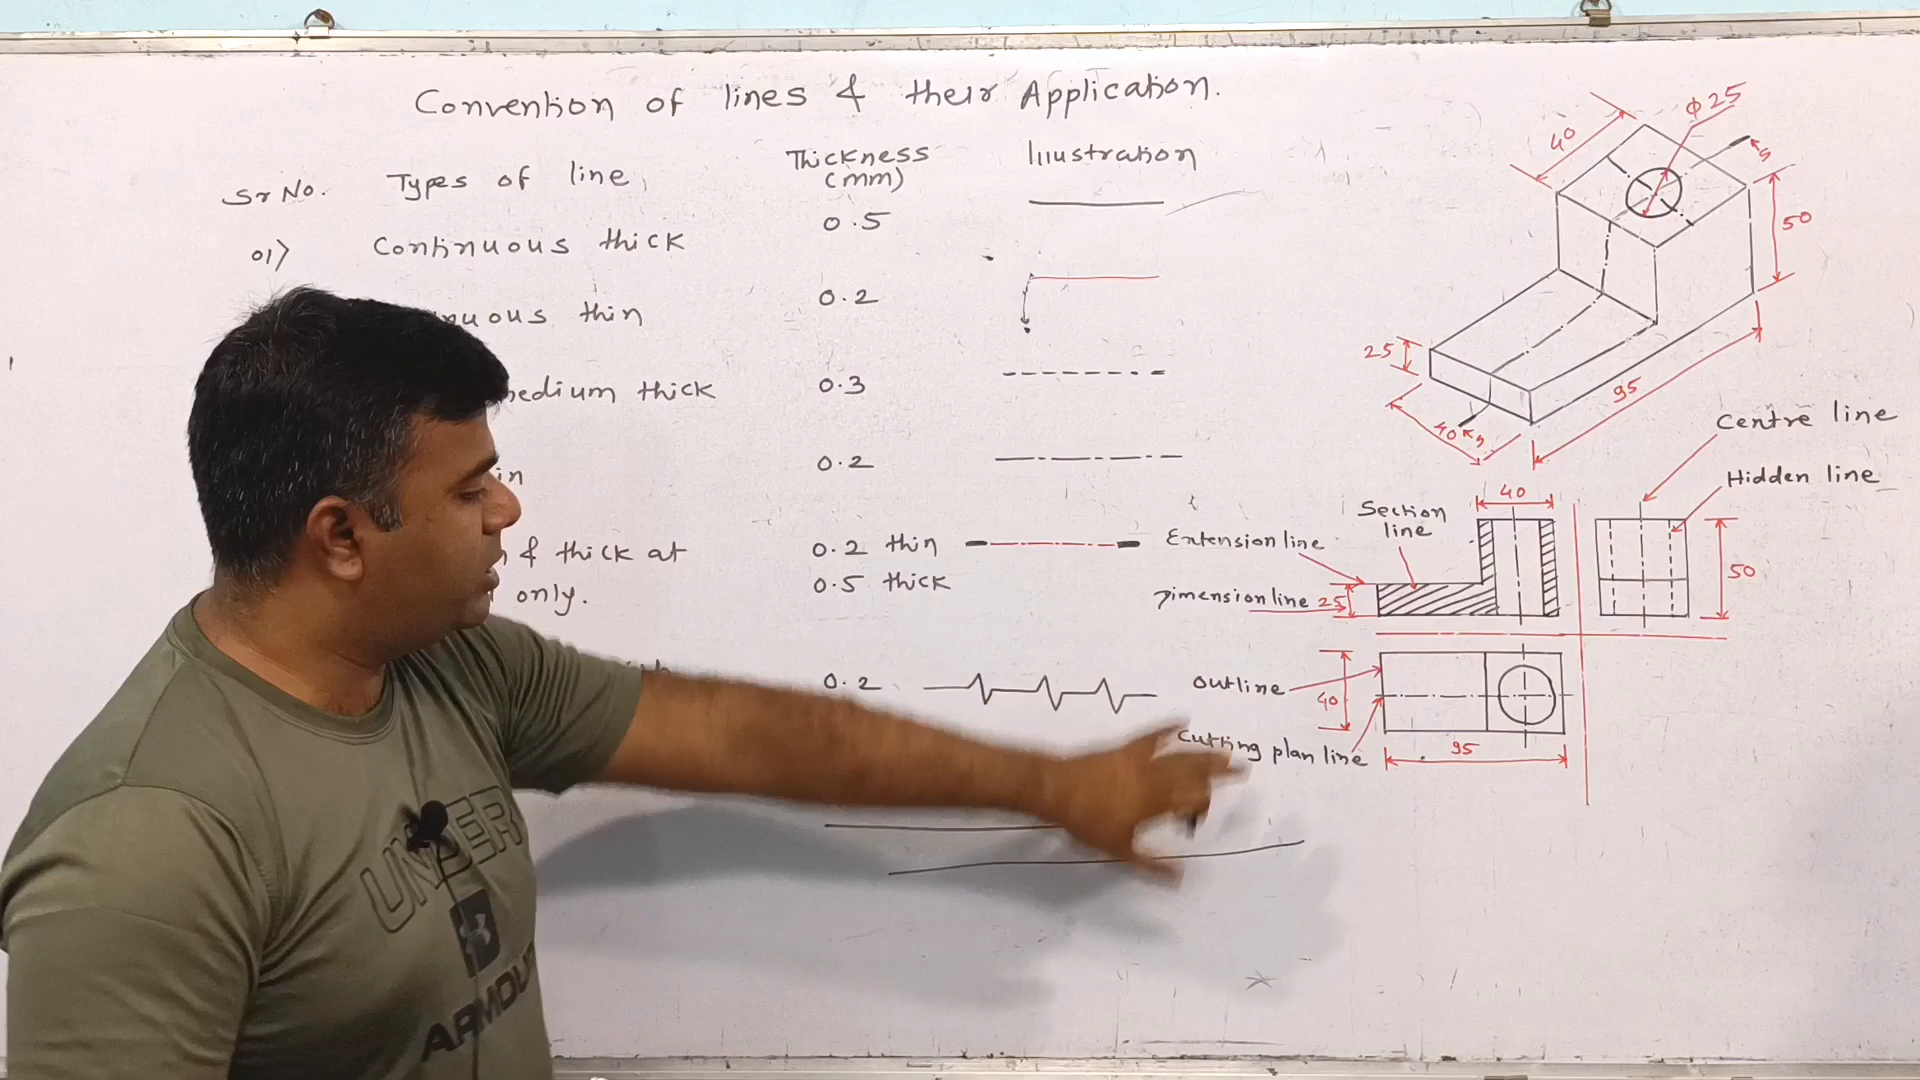 Convention of lines & their Application.
Sr No. Types of line Thickness (mm) Illustration
01) Continuous thick 0.5
thin 0.2
medium thick 0.3
0.2
& thick at 0.2 thin
only. 0.5 thick
0.2
40
Φ25
50
25
95
40
Centre line
Hidden line
40
Section
line
Extension line
Dimension line 25
50
Outline
40
Cutting plan line
95
UNDER
ARMOU